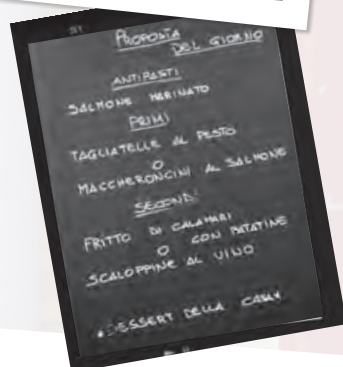 PROPOSTA
DEL GIORNO
ANTIPASTI
SALMONE MARINATO
PRIMI
TAGLIATELLE AL PESTO
O
MACCHERONCINI AL SALMONE
SECONDI
FRITTO DI CALAMARI
O CON PATATINE
SCALOPPINE AL VINO
DESSERT DELLA CASA